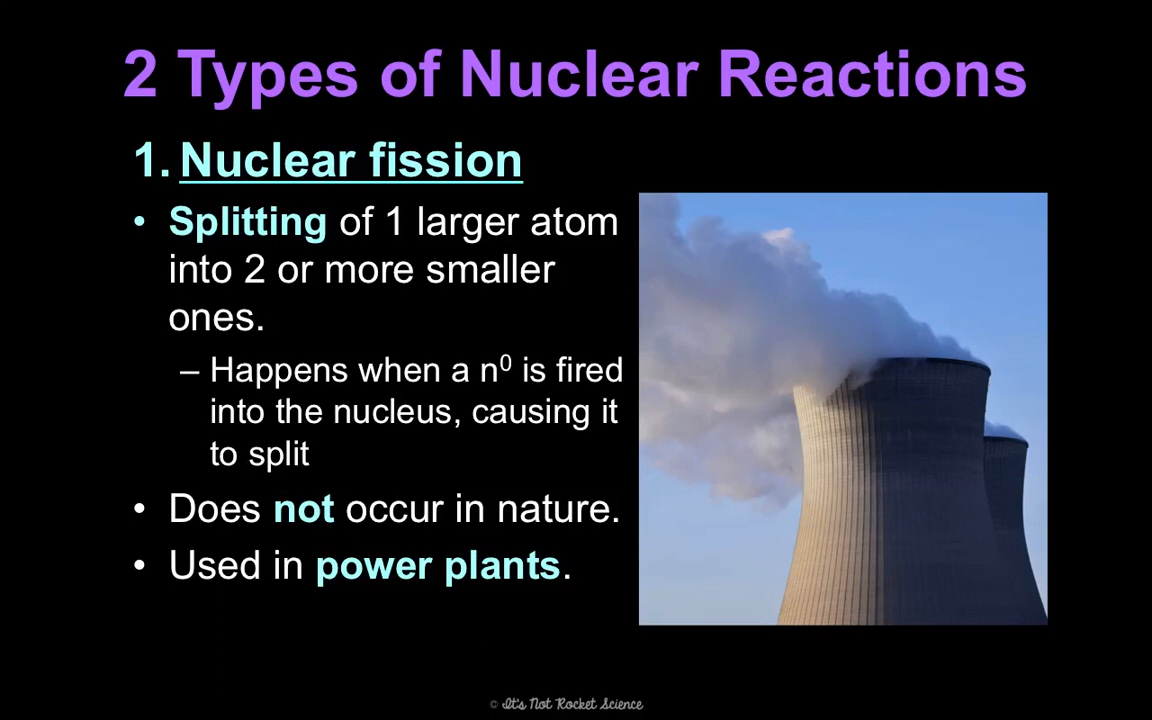 2 Types of Nuclear Reactions
1. Nuclear fission
• Splitting of 1 larger atom
into 2 or more smaller
ones.
– Happens when a n⁰ is fired
into the nucleus, causing it
to split
• Does not occur in nature.
• Used in power plants.
© It's Not Rocket Science